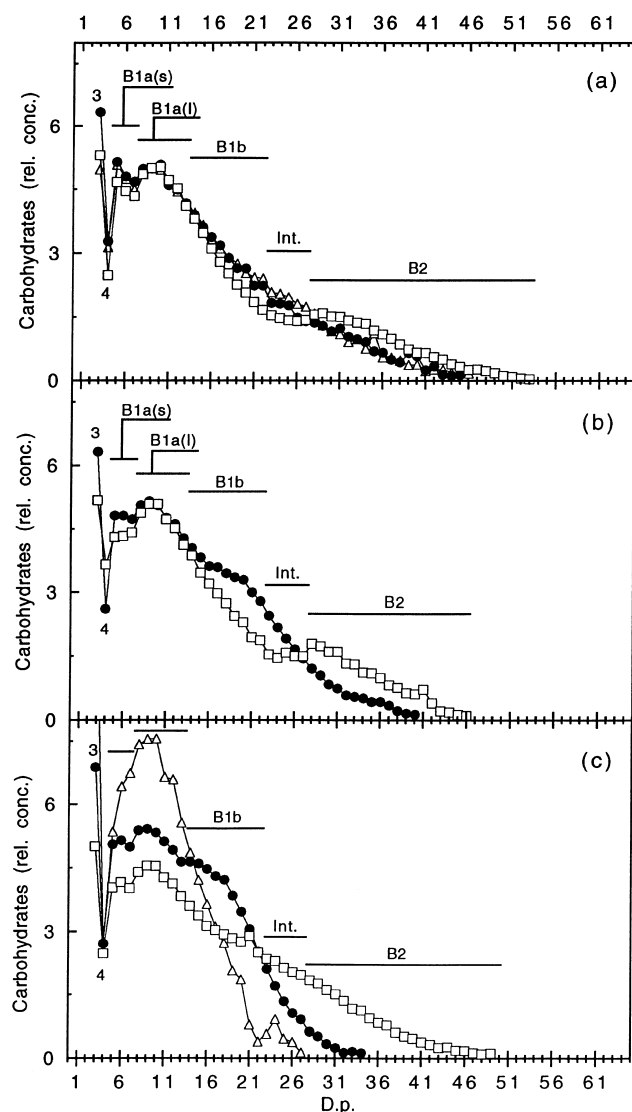 1 6 11 16 21 26 31 36 41 46 51 56 61
(a)
B1a(s)
3
B1a(l)
6
B1b
Int.
3
B2
4
0
Carbohydrates (rel. conc.)
(b)
B1a(s)
3
B1a(l)
6
B1b
Int.
3
B2
4
0
Carbohydrates (rel. conc.)
(c)
3
6
B1b
Int.
3
B2
4
0
Carbohydrates (rel. conc.)
1 6 11 16 21 26 31 36 41 46 51 56 61
D.p.